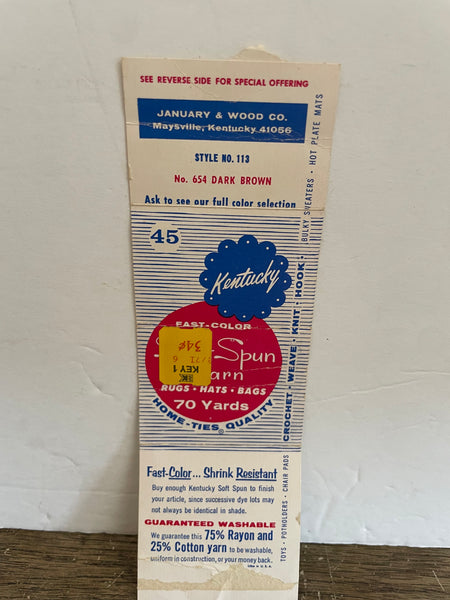 SEE REVERSE SIDE FOR SPECIAL OFFERING
JANUARY & WOOD CO.
Maysville, Kentucky 41056
STYLE NO. 113
No. 654 DARK BROWN
Ask to see our full color selection
45
Kentucky
FAST-COLOR
Spun
arn
34¢
KEY 1
RUGS · HATS · BAGS
70 Yards
HOME-TIES® QUALITY
CROCHET · WEAVE · KNIT · HOOK · BULKY SWEATERS · HOT PLATE MATS
TOYS · POTHOLDERS · CHAIR PADS
Fast-Color... Shrink Resistant
Buy enough Kentucky Soft Spun to finish
your article, since successive dye lots may
not always be identical in shade.
GUARANTEED WASHABLE
We guarantee this 75% Rayon and
25% Cotton yarn to be washable,
uniform in construction, or your money back.